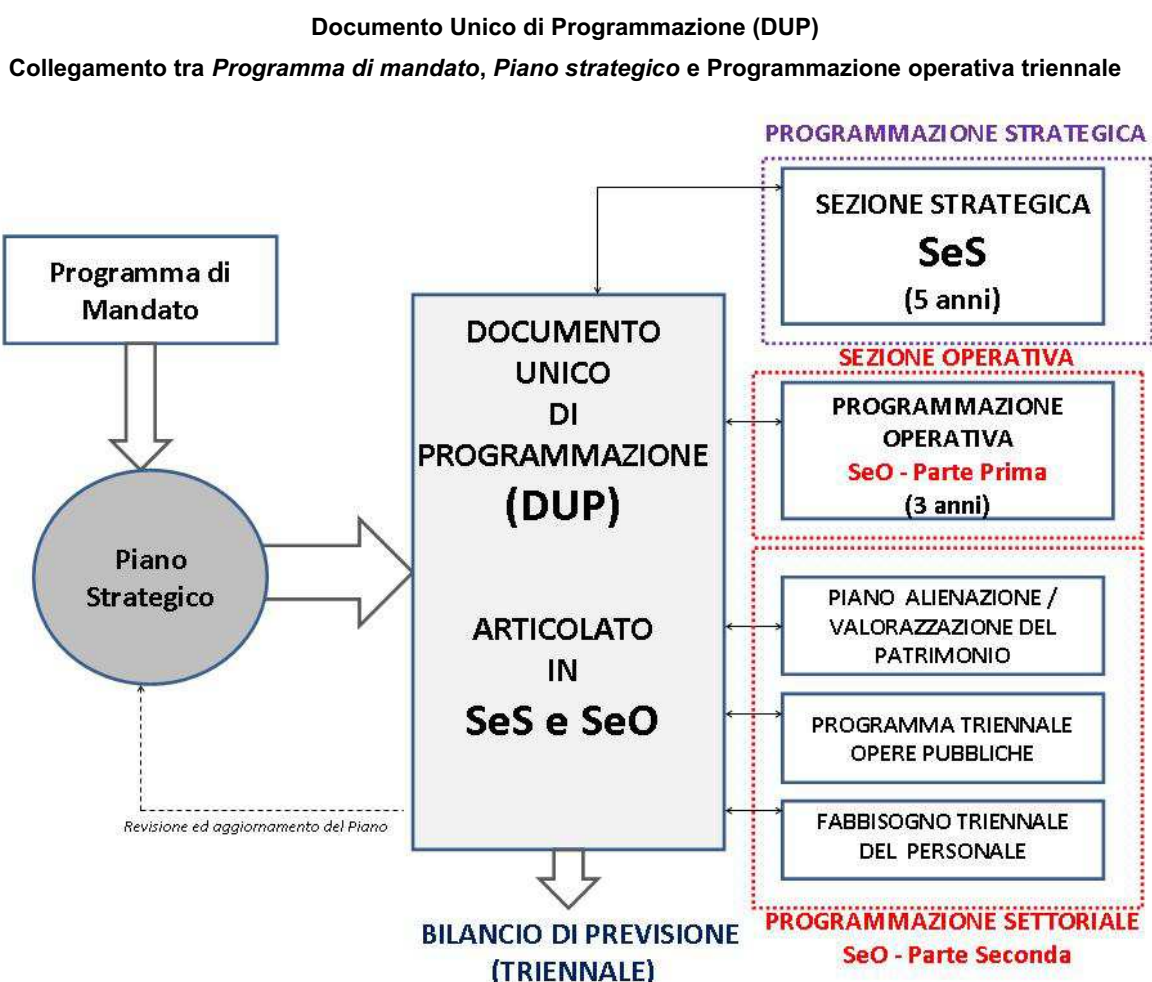 Documento Unico di Programmazione (DUP)
Collegamento tra Programma di mandato, Piano strategico e Programmazione operativa triennale
PROGRAMMAZIONE STRATEGICA
SEZIONE STRATEGICA
SeS
(5 anni)
Programma di
Mandato
DOCUMENTO
UNICO
DI
PROGRAMMAZIONE
(DUP)
ARTICOLATO
IN
SeS e SeO
SEZIONE OPERATIVA
PROGRAMMAZIONE
OPERATIVA
SeO - Parte Prima
(3 anni)
Piano
Strategico
PIANO ALIENAZIONE /
VALORAZZAZIONE DEL
PATRIMONIO
PROGRAMMA TRIENNALE
OPERE PUBBLICHE
FABBISOGNO TRIENNALE
DEL PERSONALE
Revisione ed aggiornamento del Piano
PROGRAMMAZIONE SETTORIALE
SeO - Parte Seconda
BILANCIO DI PREVISIONE
(TRIENNALE)